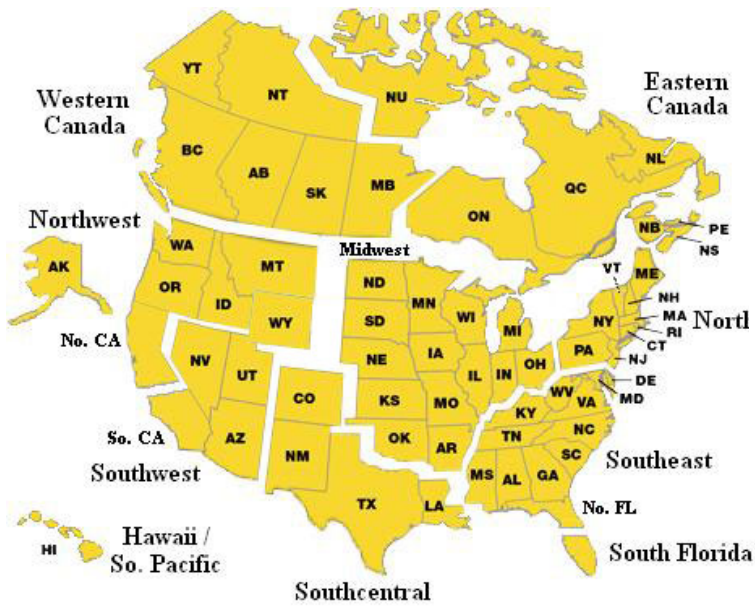 YT
NT
NU
Western
Canada
Eastern
Canada
BC
AB
SK
MB
ON
QC
NL
NB
PE
NS
Northwest
AK
WA
MT
OR
ID
WY
Midwest
ND
MN
SD
WI
MI
NE
IA
IL
IN
OH
KS
MO
OK
AR
VT
ME
NH
NY
MA
Nortl
RI
CT
PA
NJ
DE
MD
No. CA
NV
UT
CO
So. CA
AZ
NM
Southwest
WV
VA
KY
NC
TN
SC
Southeast
MS
AL
GA
TX
LA
No. FL
HI
Hawaii /
So. Pacific
Southcentral
South Florida